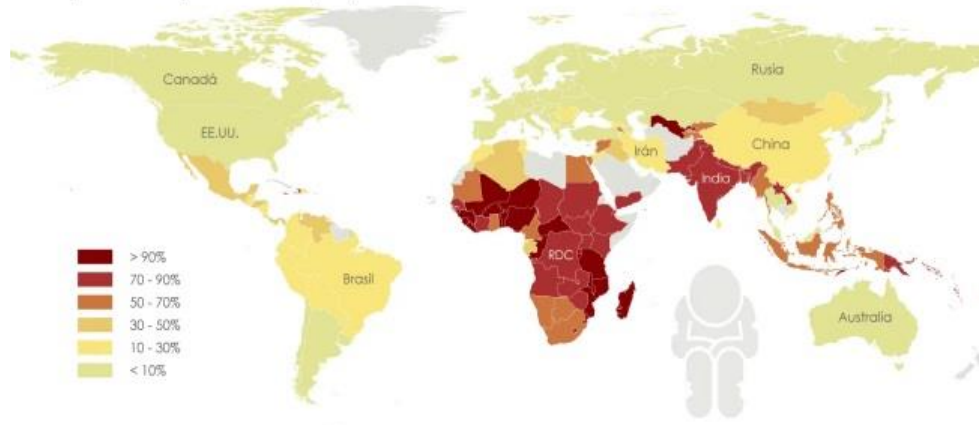 Canadá
Rusia
EE.UU.
Irán
China
India
RDC
Brasil
Australia
> 90%
70 - 90%
50 - 70%
30 - 50%
10 - 30%
< 10%